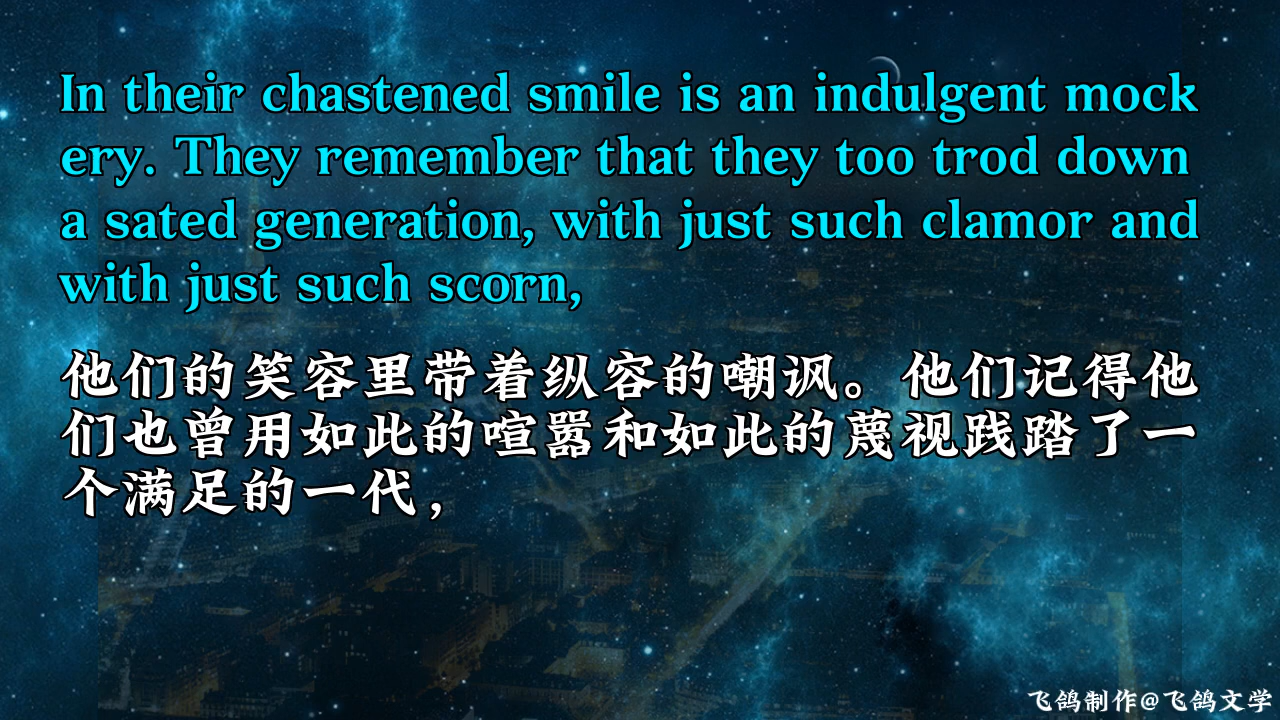 In their chastened smile is an indulgent mock
ery. They remember that they too trod down
a sated generation, with just such clamor and
with just such scorn,
他们的笑容里带着纵容的嘲讽。他们记得他
们也曾用如此的喧嚣和如此的蔑视践踏了一
个满足的一代，
飞鸽制作@飞鸽文学